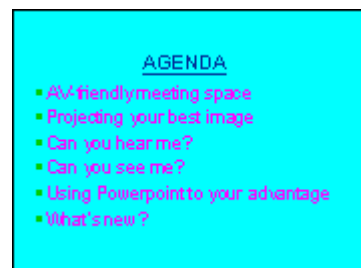 AGENDA
AV-friendly meeting space
Projecting your best image
Can you hear me?
Can you see me?
Using Powerpoint to your advantage
What's new?